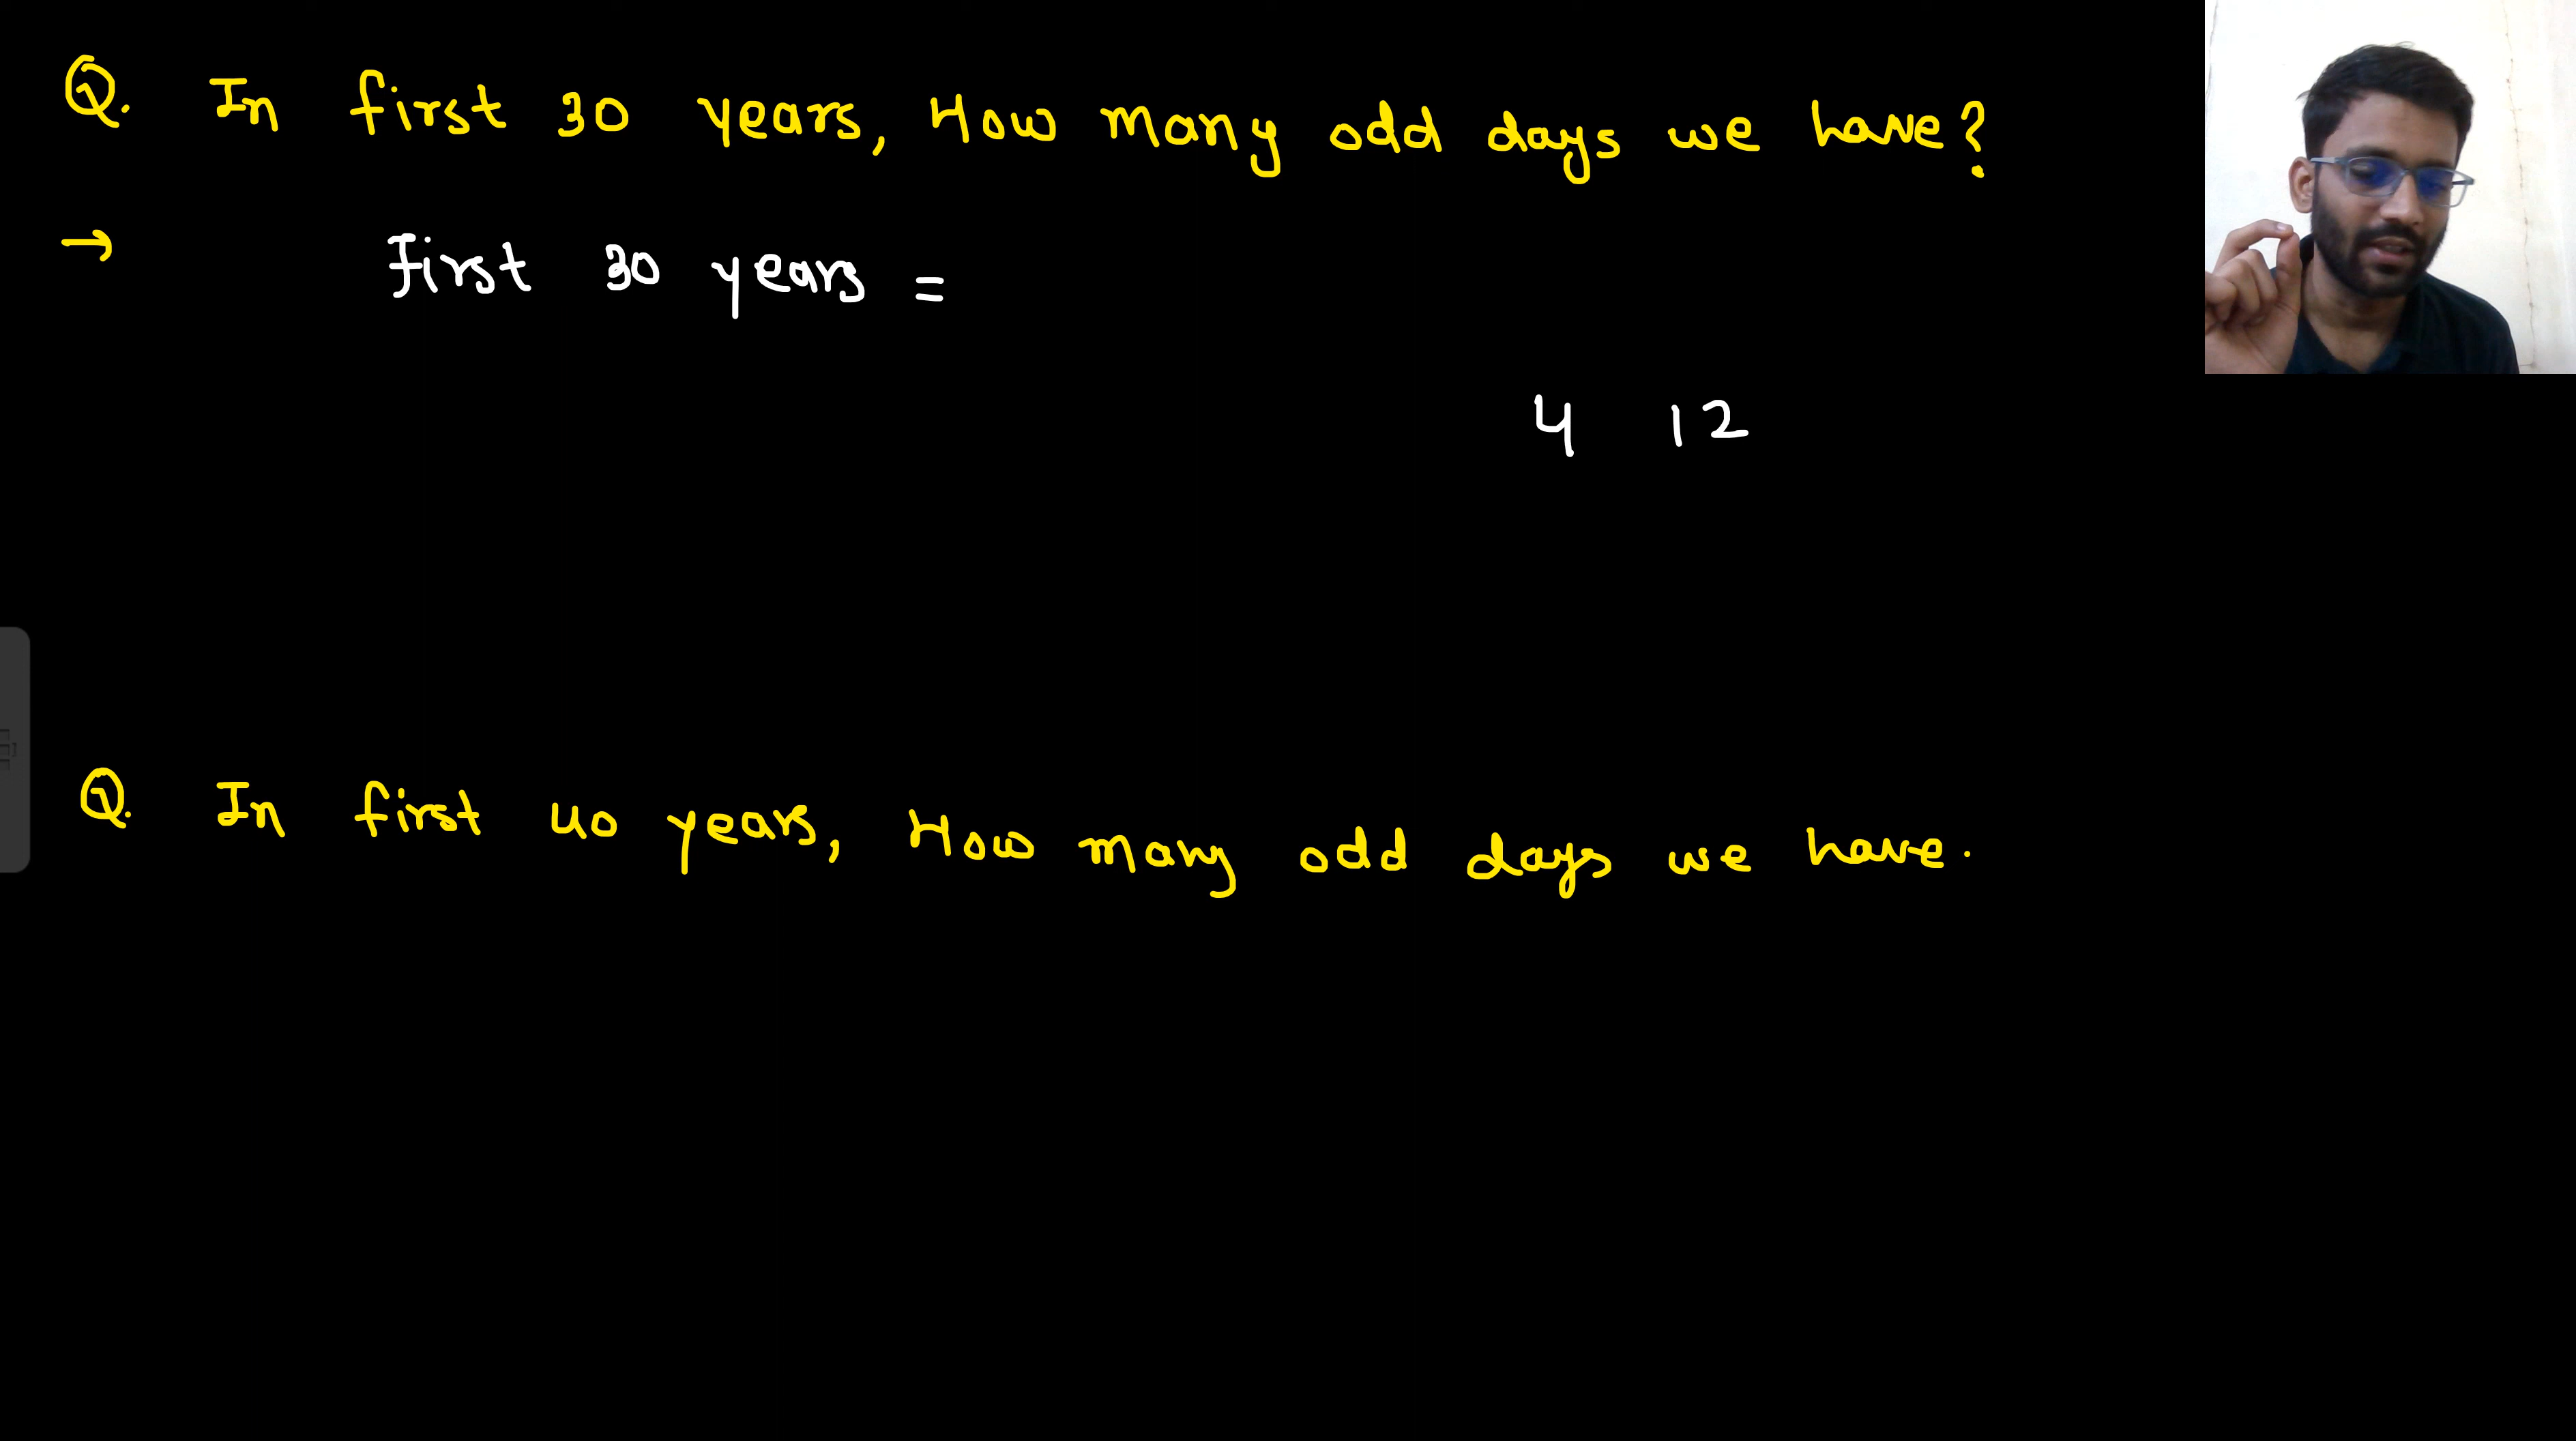 Q. In first 30 years, How many odd days we have?
→ First 30 years =
4 12
Q. In first 40 years, How many odd days we have.